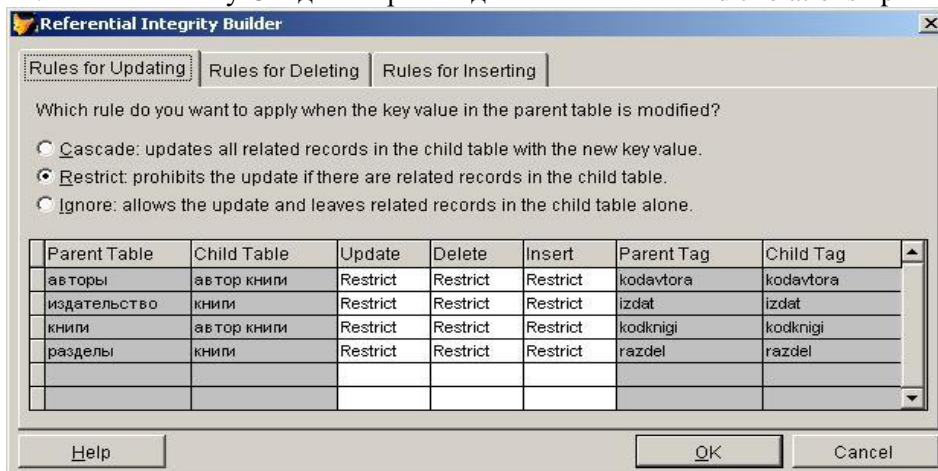 Referential Integrity Builder
Rules for Updating Rules for Deleting Rules for Inserting
Which rule do you want to apply when the key value in the parent table is modified?
Cascade: updates all related records in the child table with the new key value.
Restrict: prohibits the update if there are related records in the child table.
Ignore: allows the update and leaves related records in the child table alone.
Parent Table Child Table Update Delete Insert Parent Tag Child Tag
авторы автор книги Restrict Restrict Restrict kodavtora kodavtora
издательство книги Restrict Restrict Restrict izdat izdat
книги автор книги Restrict Restrict Restrict kodknigi kodknigi
разделы книги Restrict Restrict Restrict razdel razdel
Help OK Cancel